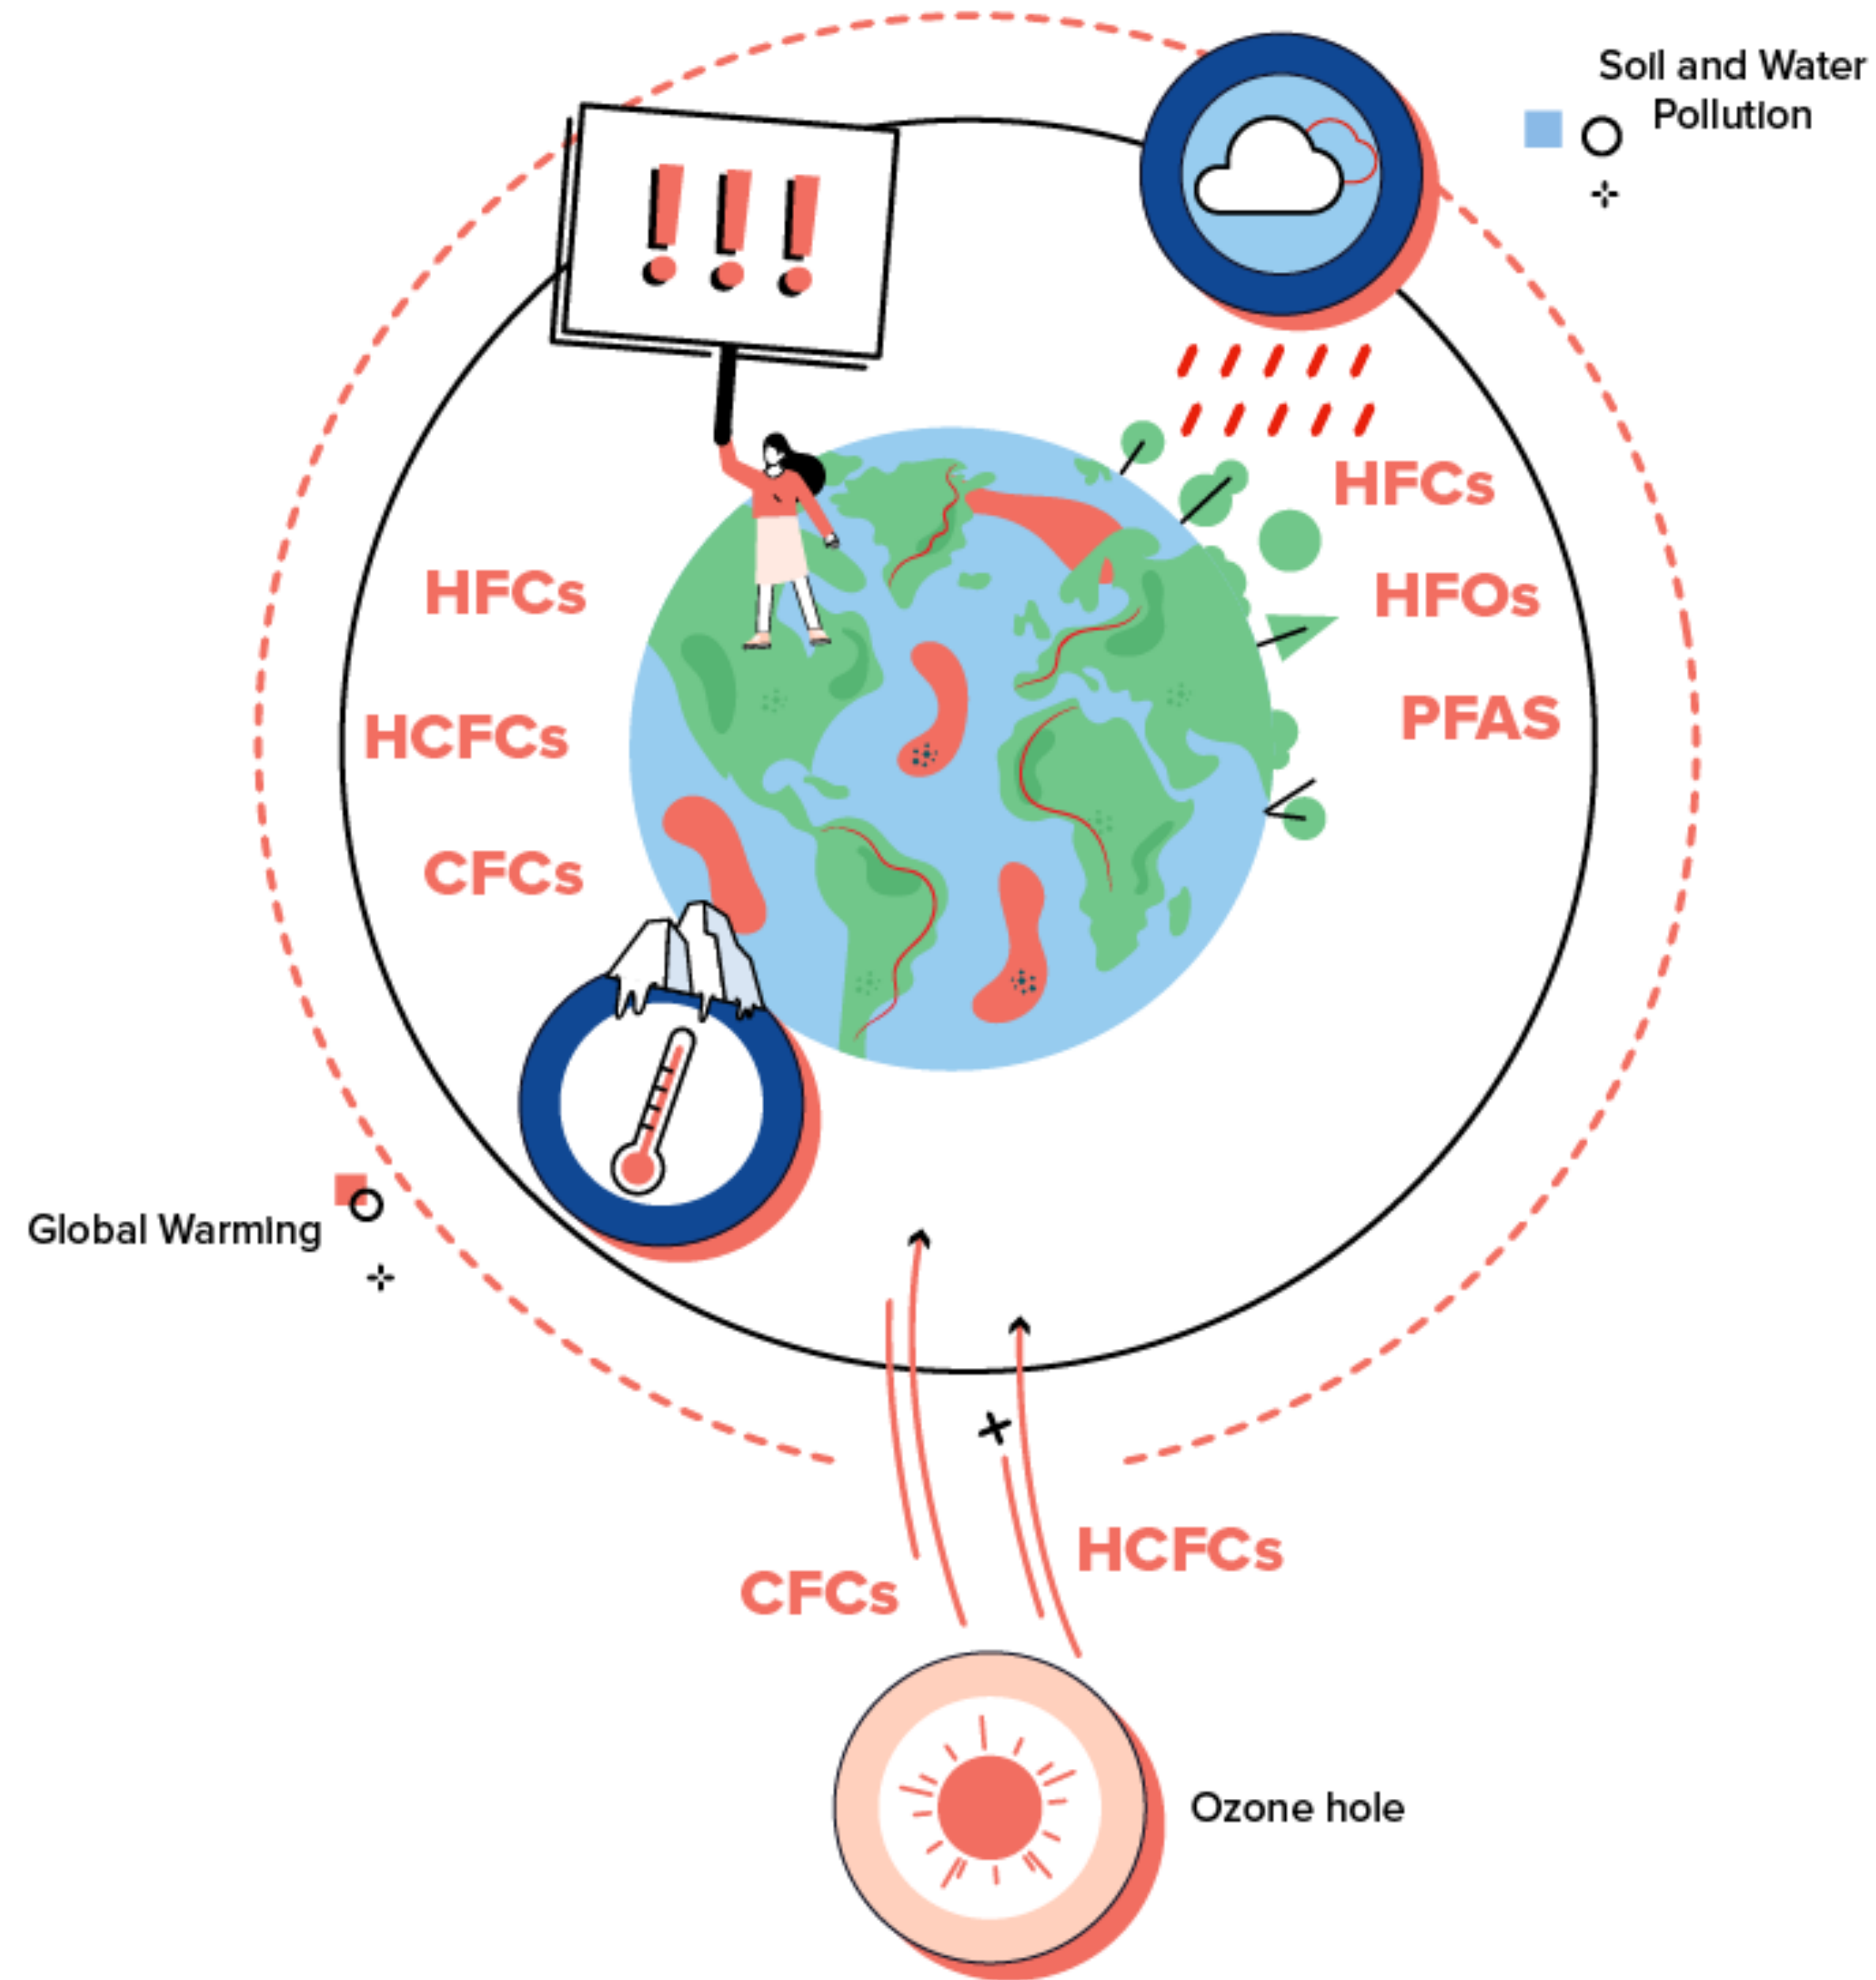 Soil and Water
Pollution
!!!
HFCs
HFCs
HFOs
PFAS
HCFCs
CFCs
Global Warming
HCFCs
CFCs
Ozone hole